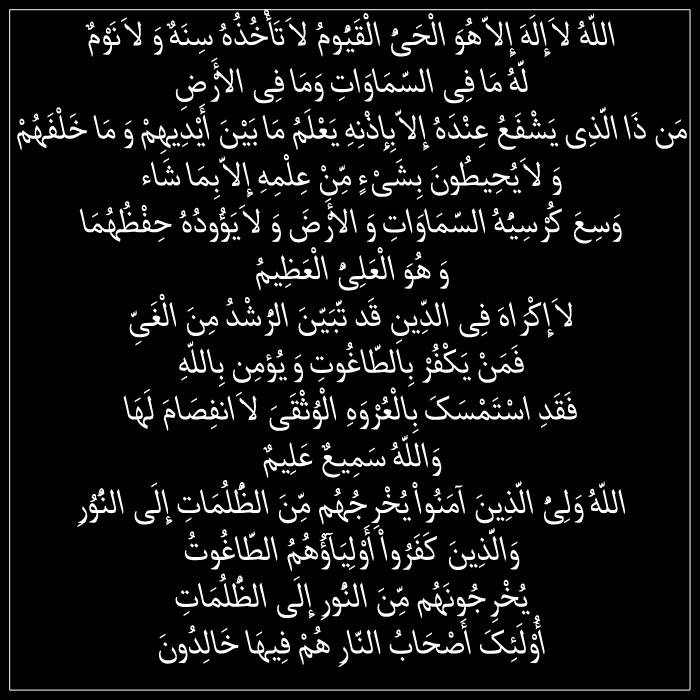 اللّهُ لاَ إِلَهَ إِلاَّ هُوَ الْحَيُّ الْقَيُّومُ لاَ تَأْخُذُهُ سِنَةٌ وَ لاَ نَوْمٌ
لّهُ مَا فِی السَّمَاوَاتِ وَمَا فِی الأَرْضِ
مَن ذَا الَّذِی يَشْفَعُ عِنْدَهُ إِلاَّ بِإِذْنِهِ يَعْلَمُ مَا بَيْنَ أَيْدِيهِمْ وَ مَا خَلْفَهُمْ
وَ لاَ يُحِيطُونَ بِشَیْءٍ مِّنْ عِلْمِهِ إِلاَّ بِمَا شَاء
وَسِعَ كُرْسِيُّهُ السَّمَاوَاتِ وَ الأَرْضَ وَ لاَ يَؤُودُهُ حِفْظُهُمَا
وَ هُوَ الْعَلِیُّ الْعَظِيمُ
لاَ إِكْرَاهَ فِی الدِّينِ قَد تَّبَيَّنَ الرُّشْدُ مِنَ الْغَیِّ
فَمَنْ يَكْفُرْ بِالطَّاغُوتِ وَ يُؤْمِن بِاللّهِ
فَقَدِ اسْتَمْسَکَ بِالْعُرْوَهِ الْوُثْقَیَ لاَ انفِصَامَ لَهَا
وَاللّهُ سَمِيعٌ عَلِيمٌ
اللّهُ وَلِیُّ الَّذِينَ آمَنُواْ يُخْرِجُهُم مِّنَ الظُّلُمَاتِ إِلَی النُّوُرِ
وَالَّذِينَ كَفَرُواْ أَوْلِيَآؤُهُمُ الطَّاغُوتُ
يُخْرِجُونَهُم مِّنَ النُّورِ إِلَی الظُّلُمَاتِ
أُوْلَئِکَ أَصْحَابُ النَّارِ هُمْ فِيهَا خَالِدُونَ